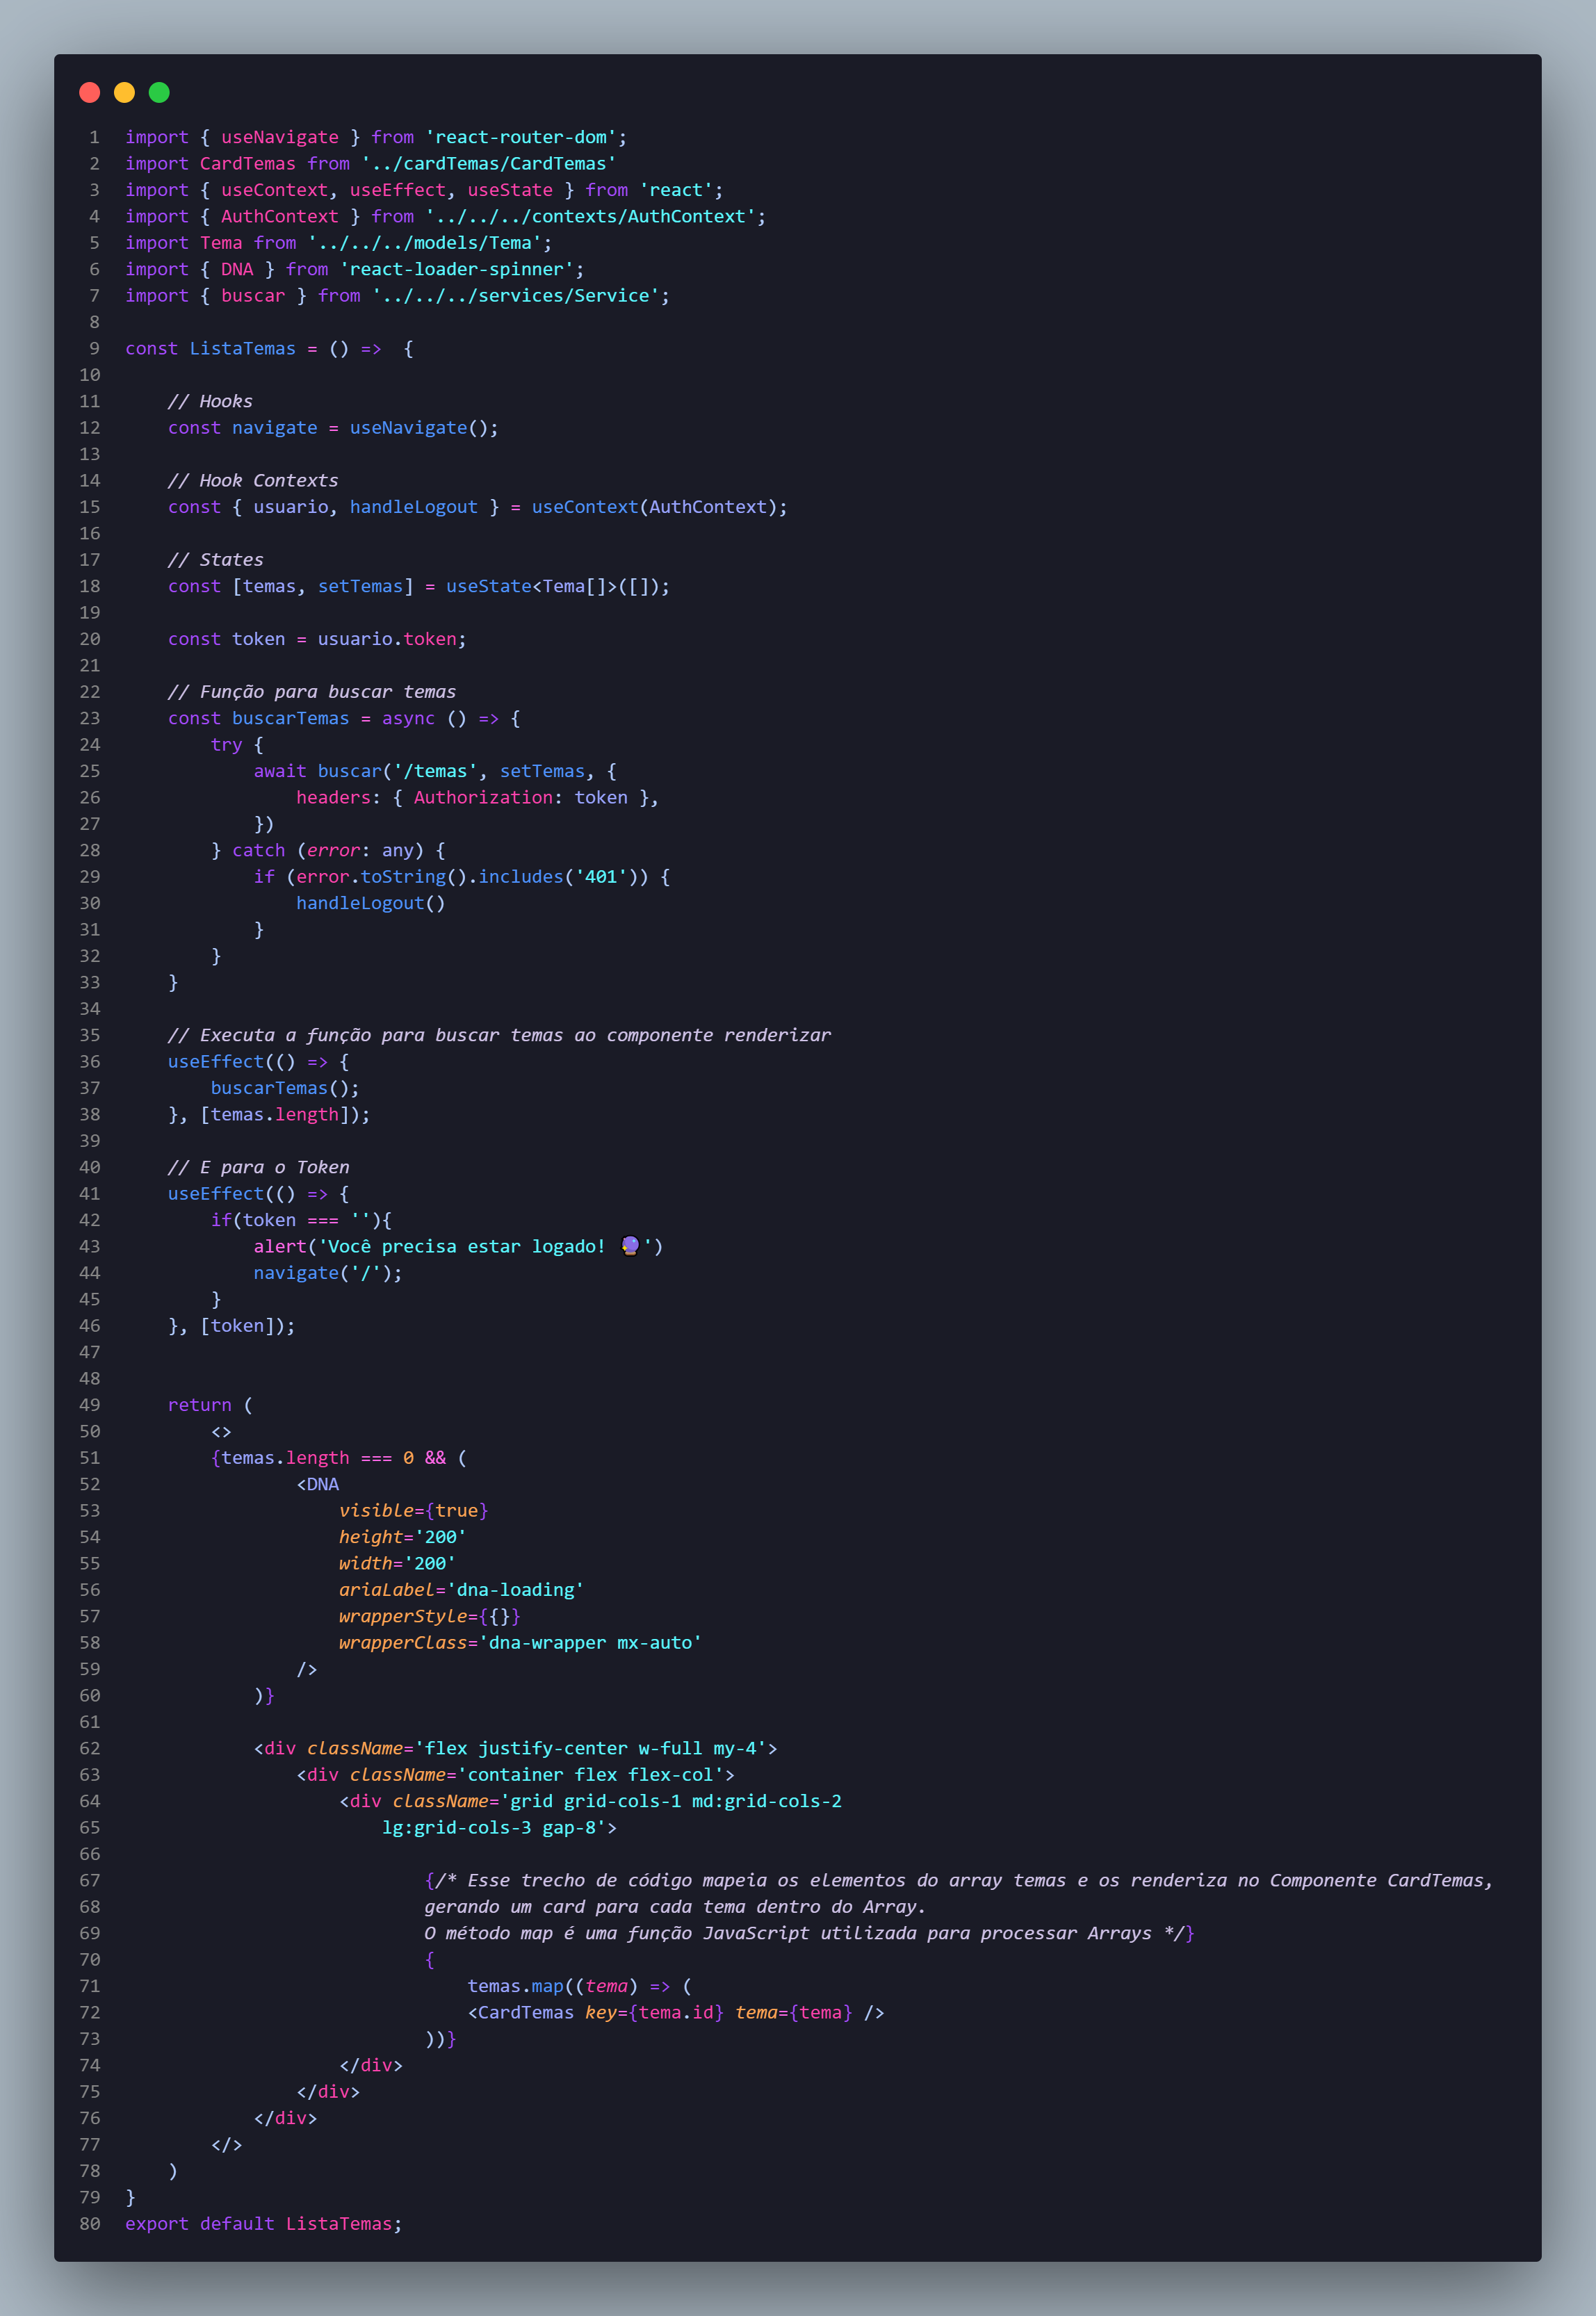 1 import { useNavigate } from 'react-router-dom';
2 import CardTemas from '../cardTemas/CardTemas'
3 import { useContext, useEffect, useState } from 'react';
4 import { AuthContext } from '../../../contexts/AuthContext';
5 import Tema from '../../../models/Tema';
6 import { DNA } from 'react-loader-spinner';
7 import { buscar } from '../../../services/Service';
8
9 const ListaTemas = () =>  {
10
11     // Hooks
12     const navigate = useNavigate();
13
14     // Hook Contexts
15     const { usuario, handleLogout } = useContext(AuthContext);
16
17     // States
18     const [temas, setTemas] = useState<Tema[]>([]);
19
20     const token = usuario.token;
21
22     // Função para buscar temas
23     const buscarTemas = async () => {
24         try {
25             await buscar('/temas', setTemas, {
26                 headers: { Authorization: token },
27             })
28         } catch (error: any) {
29             if (error.toString().includes('401')) {
30                 handleLogout()
31             }
32         }
33     }
34
35     // Executa a função para buscar temas ao componente renderizar
36     useEffect(() => {
37         buscarTemas();
38     }, [temas.length]);
39
40     // E para o Token
41     useEffect(() => {
42         if(token === ''){
43             alert('Você precisa estar logado! 🔮')
44             navigate('/');
45         }
46     }, [token]);
47
48
49     return (
50         <>
51         {temas.length === 0 && (
52                 <DNA
53                     visible={true}
54                     height='200'
55                     width='200'
56                     ariaLabel='dna-loading'
57                     wrapperStyle={{}}
58                     wrapperClass='dna-wrapper mx-auto'
59                 />
60             )}
61
62             <div className='flex justify-center w-full my-4'>
63                 <div className='container flex flex-col'>
64                     <div className='grid grid-cols-1 md:grid-cols-2
65                         lg:grid-cols-3 gap-8'>
66
67                             {/* Esse trecho de código mapeia os elementos do array temas e os renderiza no Componente CardTemas,
68                             gerando um card para cada tema dentro do Array.
69                             O método map é uma função JavaScript utilizada para processar Arrays */}
70                             {
71                                 temas.map((tema) => (
72                                 <CardTemas key={tema.id} tema={tema} />
73                             ))}
74                     </div>
75                 </div>
76             </div>
77         </>
78     )
79 }
80 export default ListaTemas;